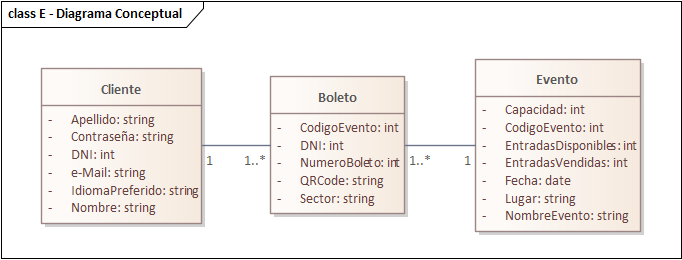 class E - Diagrama Conceptual
Cliente
- Apellido: string
- Contraseña: string
- DNI: int
- e-Mail: string
- IdiomaPreferido: string
- Nombre: string
1
1..*
Boleto
- CodigoEvento: int
- DNI: int
- NumeroBoleto: int
- QRCode: string
- Sector: string
1..*
1
Evento
- Capacidad: int
- CodigoEvento: int
- EntradasDisponibles: int
- EntradasVendidas: int
- Fecha: date
- Lugar: string
- NombreEvento: string